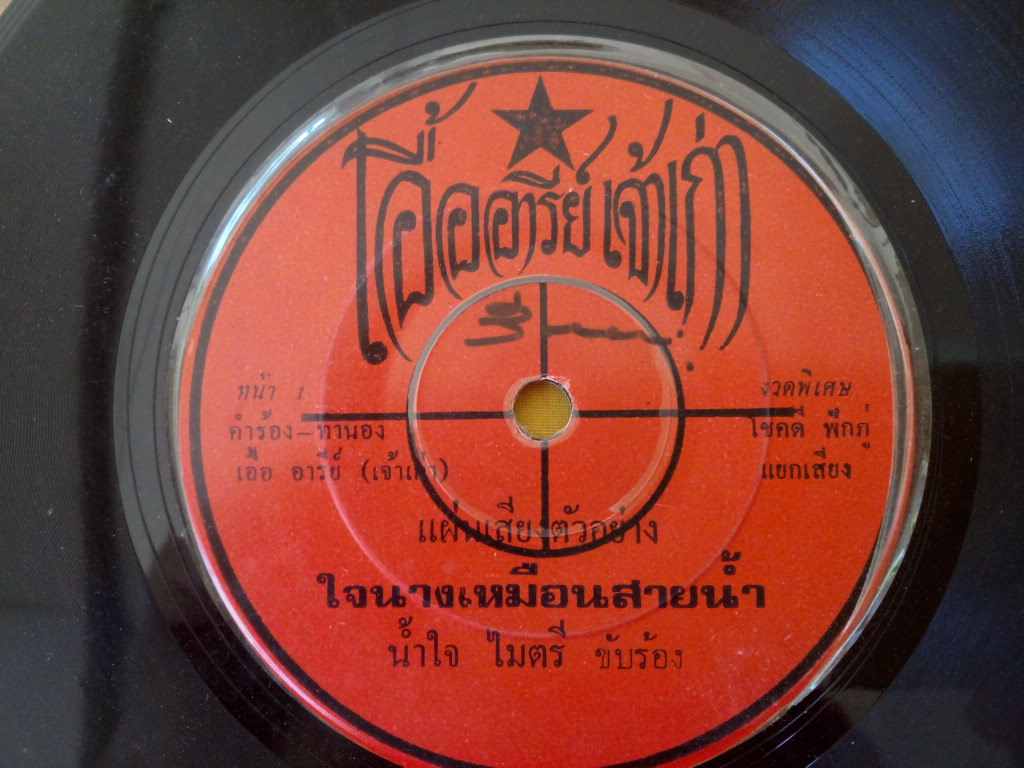 เอื้ออารีย์เจ้าเก่า
หน้า 1
งวดพิเศษ
คำร้อง-ทำนอง
โชคดี พักภู่
เอื้อ อารีย์ (เจ้าเก่า)
แยกเสียง
แผ่นเสียงตัวอย่าง
ใจนางเหมือนสายน้ำ
น้ำใจ ไมตรี ขับร้อง